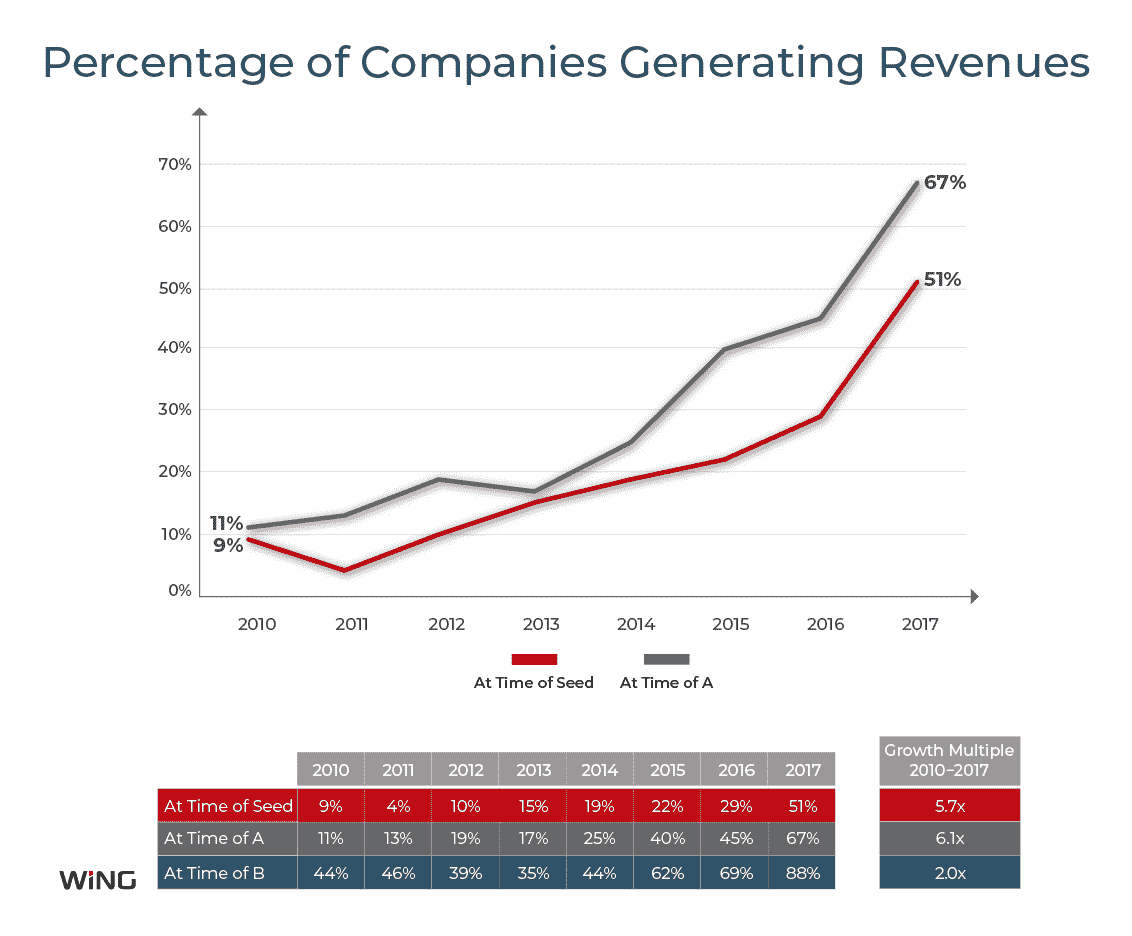 Percentage of Companies Generating Revenues
70%
60%
50%
40%
30%
20%
10%
0%
67%
51%
11%
9%
2010 2011 2012 2013 2014 2015 2016 2017
At Time of Seed At Time of A
Growth Multiple
2010–2017
2010 2011 2012 2013 2014 2015 2016 2017
At Time of Seed 9% 4% 10% 15% 19% 22% 29% 51% 5.7x
At Time of A 11% 13% 19% 17% 25% 40% 45% 67% 6.1x
At Time of B 44% 46% 39% 35% 44% 62% 69% 88% 2.0x
WiNG